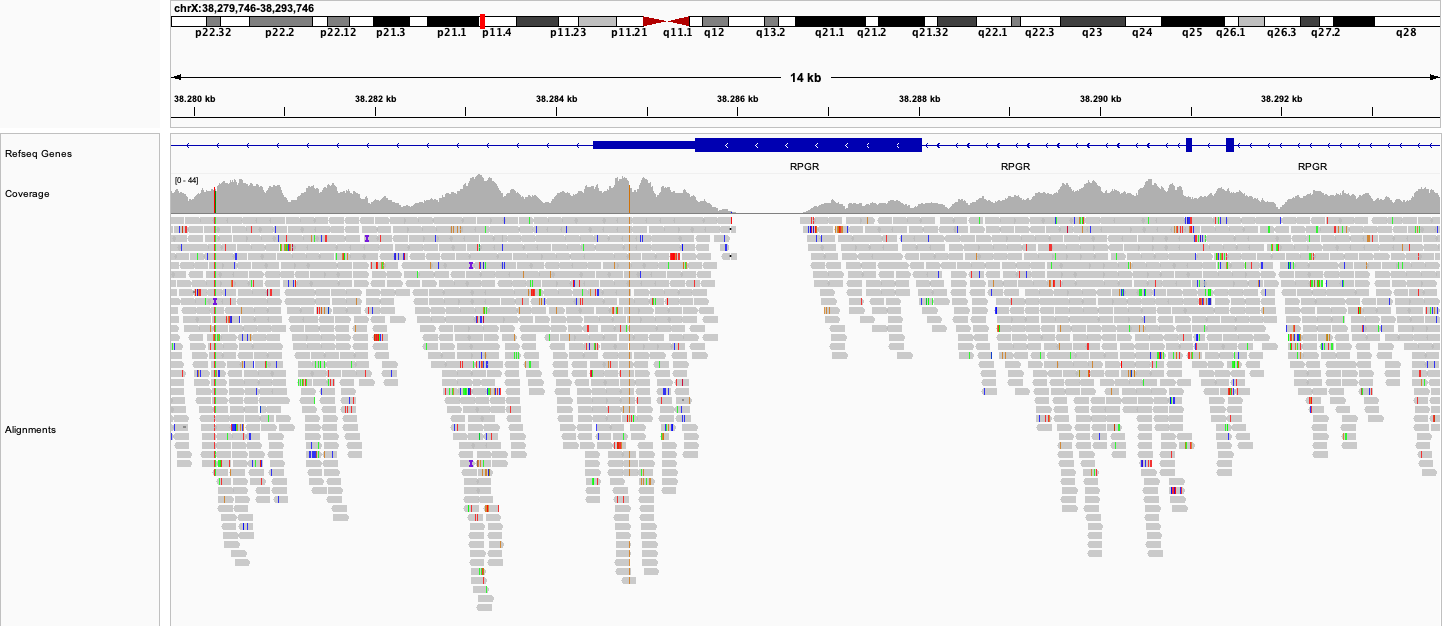 chrX:38,279,746-38,293,746
p22.32 p22.2 p22.12 p21.3 p21.1 p11.4 p11.23 p11.21 q11.1 q12 q13.2 q21.1 q21.2 q21.32 q22.1 q22.3 q23 q24 q25 q26.1 q26.3 q27.2 q28
14 kb
38.280 kb 38.282 kb 38.284 kb 38.286 kb 38.288 kb 38.290 kb 38.292 kb
Refseq Genes
RPGR RPGR RPGR
[0 - 44]
Coverage
Alignments